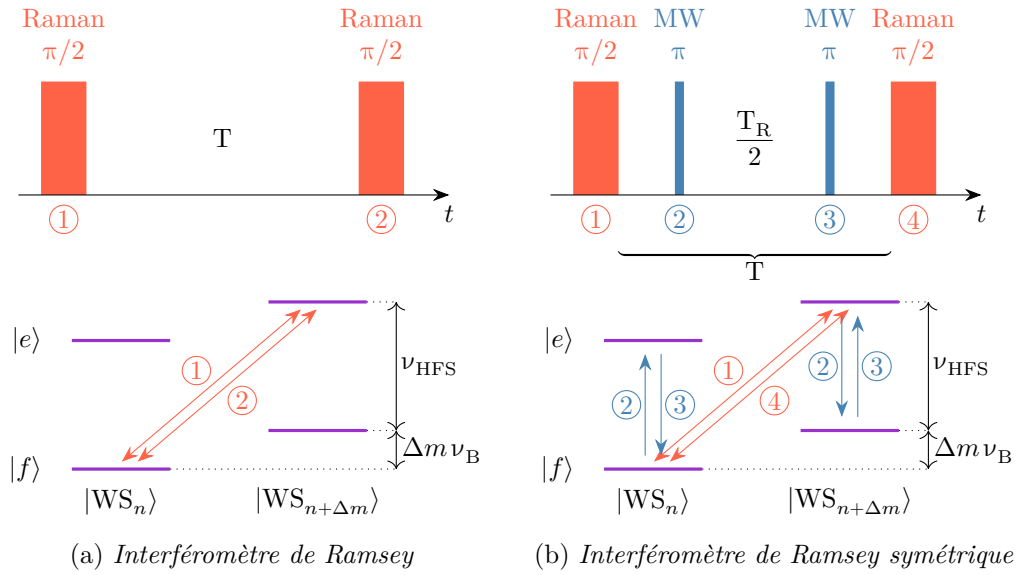 Raman
π/2
Raman
π/2
T
t
① ②
|e⟩
|f⟩
①
②
ν_HFS
Δm ν_B
|WS_n⟩ |WS_{n+Δm}⟩
(a) Interféromètre de Ramsey
Raman
π/2
MW
π
MW
π
Raman
π/2
T_R/2
t
① ② ③ ④
T
|e⟩
|f⟩
② ③
①
④
② ③
ν_HFS
Δm ν_B
|WS_n⟩ |WS_{n+Δm}⟩
(b) Interféromètre de Ramsey symétrique